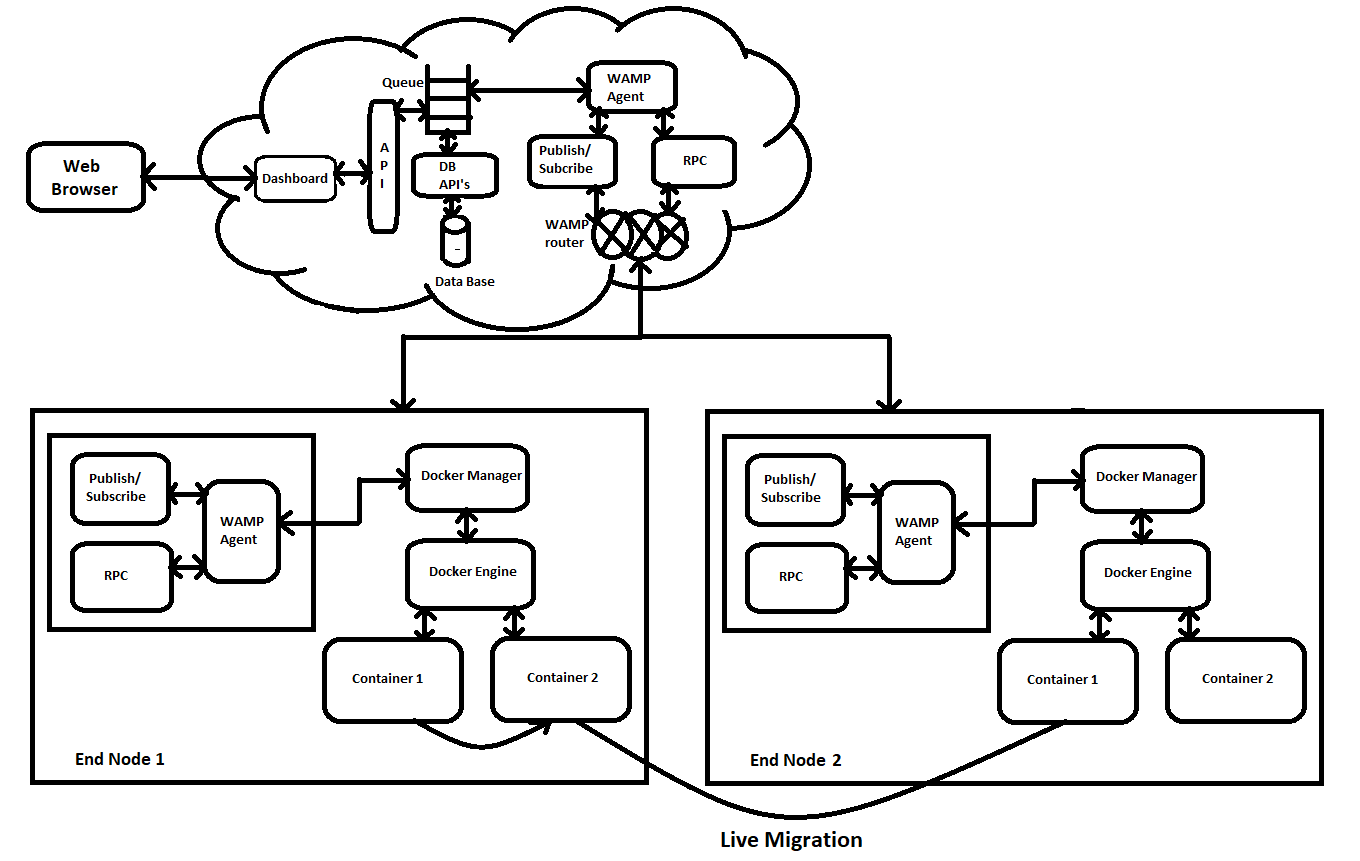 Queue
WAMP
Agent
A
P
I
Publish/
Subcribe
RPC
Web
Browser
Dashboard
DB
API's
WAMP
router
Data Base
Publish/
Subscribe
WAMP
Agent
RPC
Docker Manager
Docker Engine
Container 1
Container 2
End Node 1
Publish/
Subscribe
WAMP
Agent
RPC
Docker Manager
Docker Engine
Container 1
Container 2
End Node 2
Live Migration